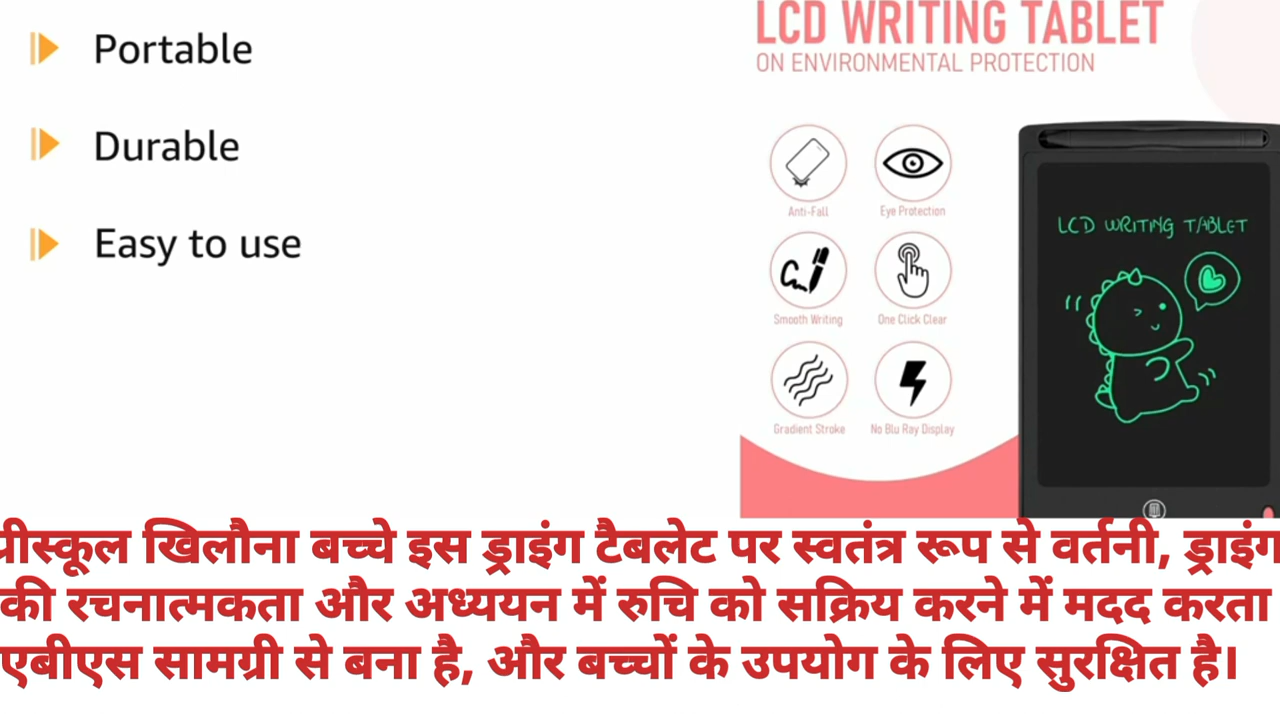 Portable
Durable
Easy to use
LCD WRITING TABLET
ON ENVIRONMENTAL PROTECTION
Anti-Fall
Eye Protection
Smooth Writing
One Click Clear
Gradient Stroke
No Blu Ray Display
LCD WRITING TABLET
प्रीस्कूल खिलौना बच्चे इस ड्राइंग टैबलेट पर स्वतंत्र रूप से वर्तनी, ड्राइंग
की रचनात्मकता और अध्ययन में रुचि को सक्रिय करने में मदद करता
एबीएस सामग्री से बना है, और बच्चों के उपयोग के लिए सुरक्षित है।